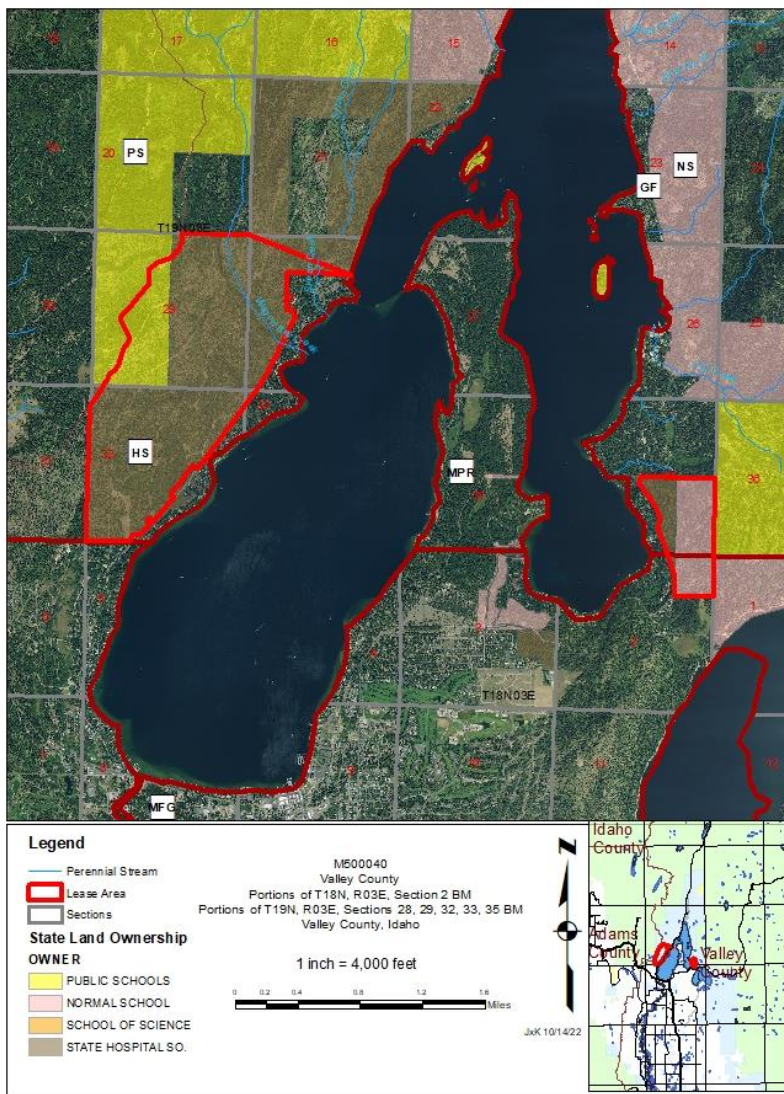 17
16
15
14
20
PS
22
21
23
NS
GF
T19N03E
29
27
26
25
HS
MPR
36
1
2
T18N03E
MFG
Legend
Perennial Stream
Lease Area
Sections
State Land Ownership
OWNER
PUBLIC SCHOOLS
NORMAL SCHOOL
SCHOOL OF SCIENCE
STATE HOSPITAL SO.
M500040
Valley County
Portions of T18N, R03E, Section 2 BM
Portions of T19N, R03E, Sections 28, 29, 32, 33, 35 BM
Valley County, Idaho
1 inch = 4,000 feet
0 0.2 0.4 0.8 1.2 1.6
Miles
N
JxK 10/14/22
Idaho
County
Adams
County
Valley
County